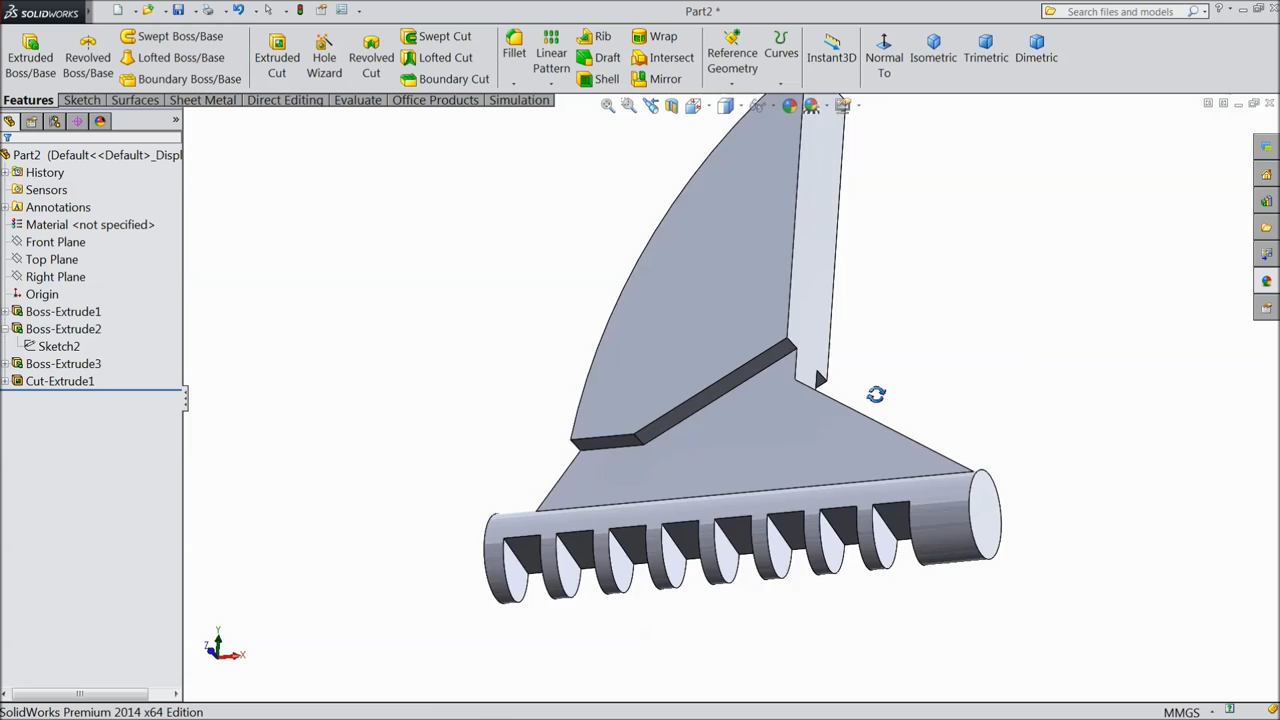 SOLIDWORKS
Part2 *
Search files and models
Extruded Boss/Base
Revolved Boss/Base
Swept Boss/Base
Lofted Boss/Base
Boundary Boss/Base
Extruded Cut
Hole Wizard
Revolved Cut
Swept Cut
Lofted Cut
Boundary Cut
Fillet
Linear Pattern
Rib
Draft
Shell
Wrap
Intersect
Mirror
Reference Geometry
Curves
Instant3D
Normal To
Isometric
Trimetric
Dimetric
Features
Sketch
Surfaces
Sheet Metal
Direct Editing
Evaluate
Office Products
Simulation
Part2 (Default<<Default>_Displ
History
Sensors
Annotations
Material <not specified>
Front Plane
Top Plane
Right Plane
Origin
Boss-Extrude1
Boss-Extrude2
Sketch2
Boss-Extrude3
Cut-Extrude1
Y
Z
X
SolidWorks Premium 2014 x64 Edition
MMGS